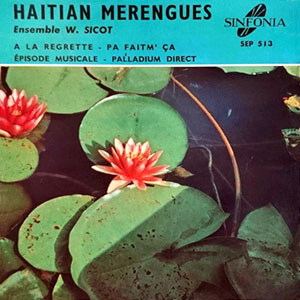 HAITIAN MERENGUES
Ensemble W. SICOT
A LA REGRETTE - PA FAITM' ÇA
ÉPISODE MUSICALE - PALLADIUM DIRECT
SINFONIA
SEP 513